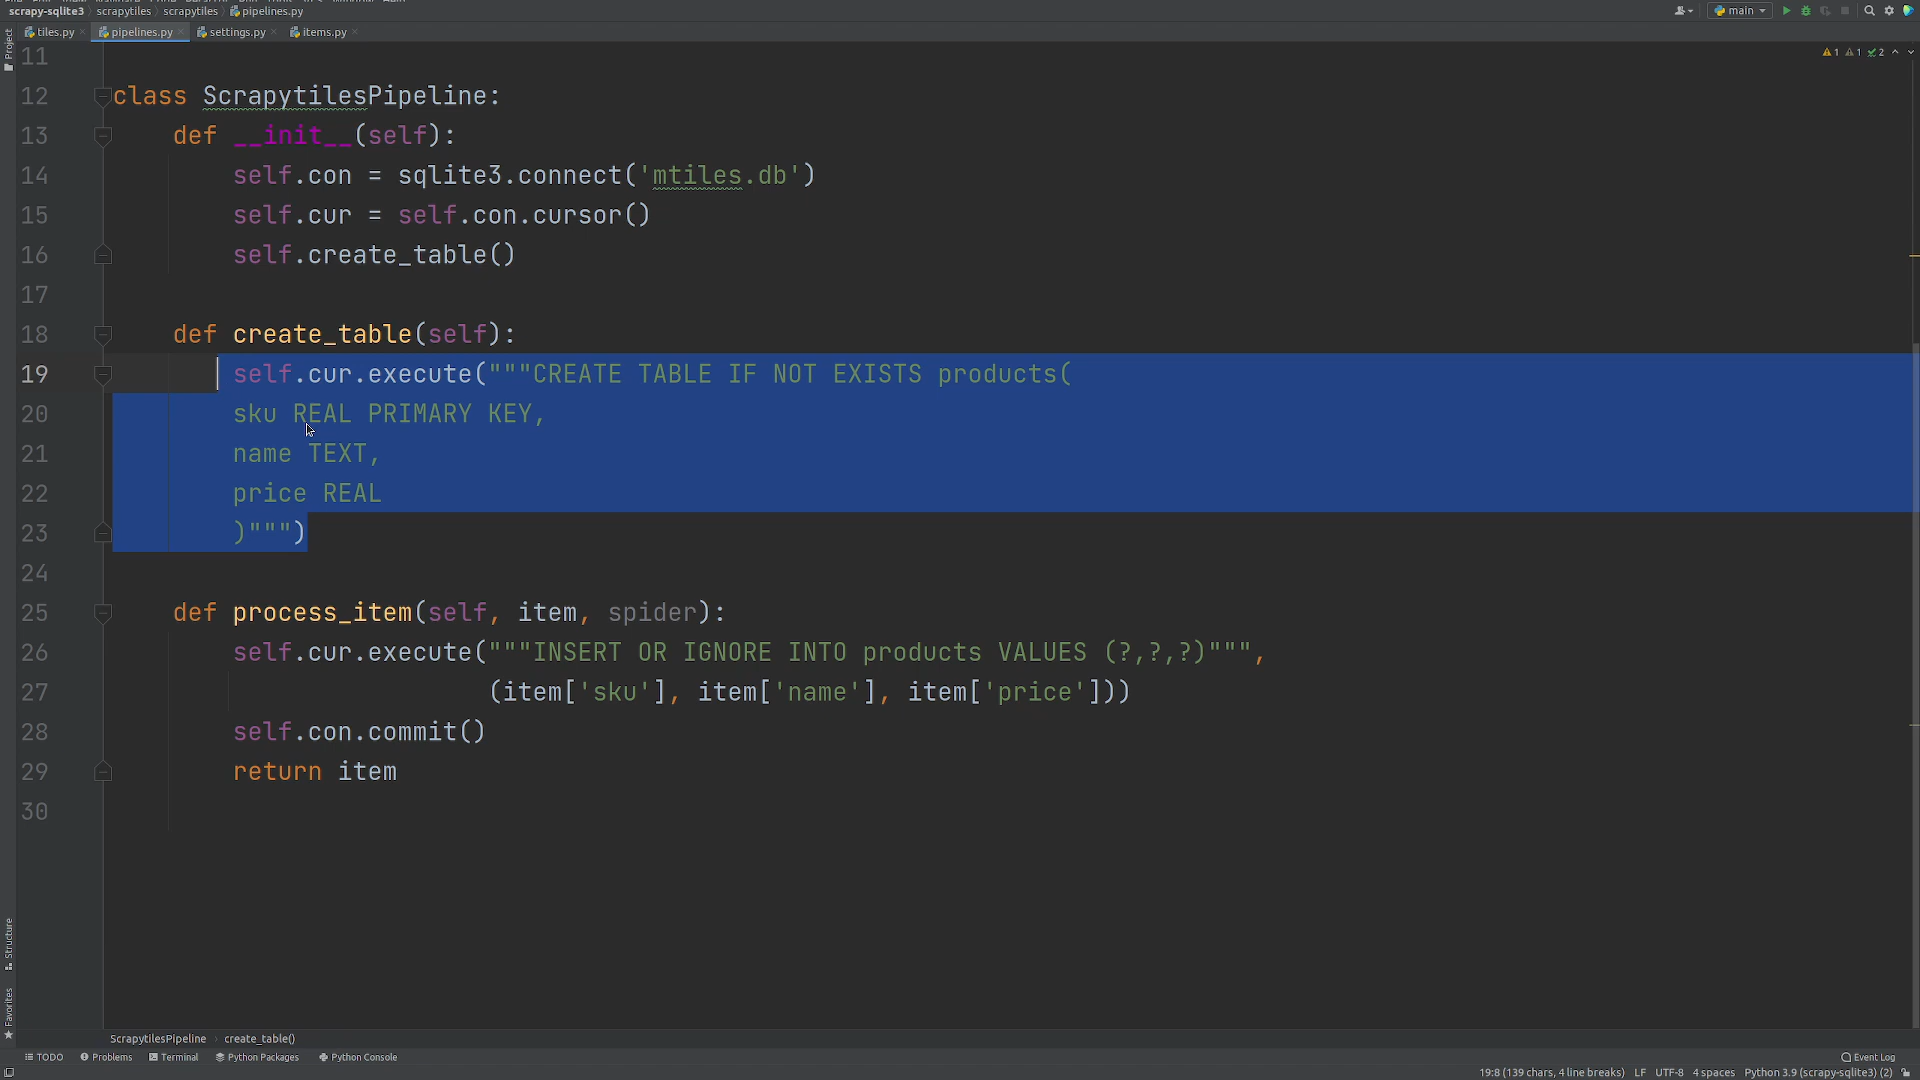 scrapy-sqlite3 scrapytiles scrapytiles pipelines.py
main
tiles.py pipelines.py settings.py items.py
Project
1 1 2
11
12 class ScrapytilesPipeline:
13 def __init__(self):
14 self.con = sqlite3.connect('mtiles.db')
15 self.cur = self.con.cursor()
16 self.create_table()
17
18 def create_table(self):
19 self.cur.execute("""CREATE TABLE IF NOT EXISTS products(
20 sku REAL PRIMARY KEY,
21 name TEXT,
22 price REAL
23 )""")
24
25 def process_item(self, item, spider):
26 self.cur.execute("""INSERT OR IGNORE INTO products VALUES (?,?,?)""",
27 (item['sku'], item['name'], item['price']))
28 self.con.commit()
29 return item
30
Structure
Favorites
ScrapytilesPipeline › create_table()
TODO Problems Terminal Python Packages Python Console Event Log
19:8 (139 chars, 4 line breaks) LF UTF-8 4 spaces Python 3.9 (scrapy-sqlite3) (2)